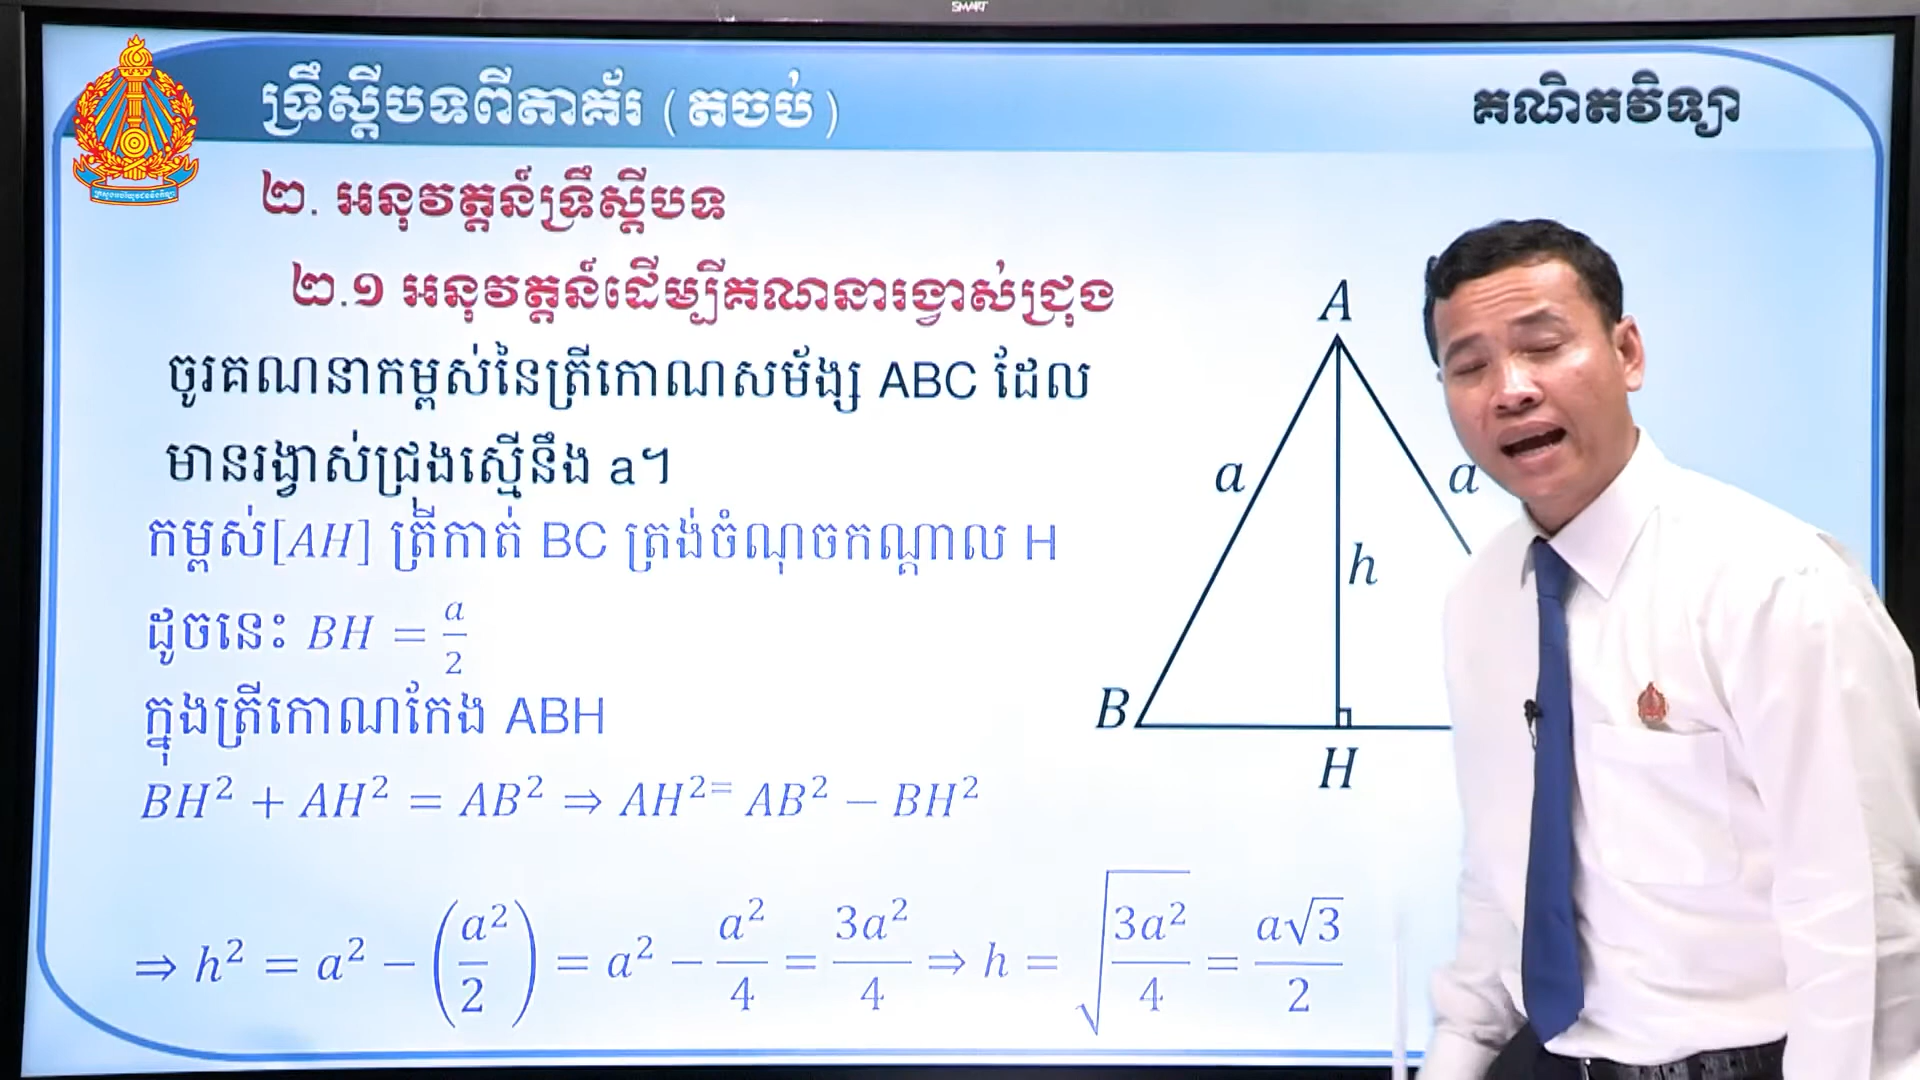 SMART
ទ្រឹស្តីបទពីតាគ័រ (តចប់)
គណិតវិទ្យា
២. អនុវត្តន៍ទ្រឹស្តីបទ
២.១ អនុវត្តន៍ដើម្បីគណនារង្វាស់ជ្រុង
ចូរគណនាកម្ពស់នៃត្រីកោណសម័ង្ស ABC ដែល
មានរង្វាស់ជ្រុងស្មើនឹង a។
កម្ពស់[AH] ត្រីកាត់ BC ត្រង់ចំណុចកណ្តាល H
ដូចនេះ BH = a/2
ក្នុងត្រីកោណកែង ABH
BH² + AH² = AB² ⇒ AH²⁼ AB² − BH²
⇒ h² = a² − (a²/2) = a² − a²/4 = 3a²/4 ⇒ h = √(3a²/4) = a√3/2
A
a
a
h
B
H